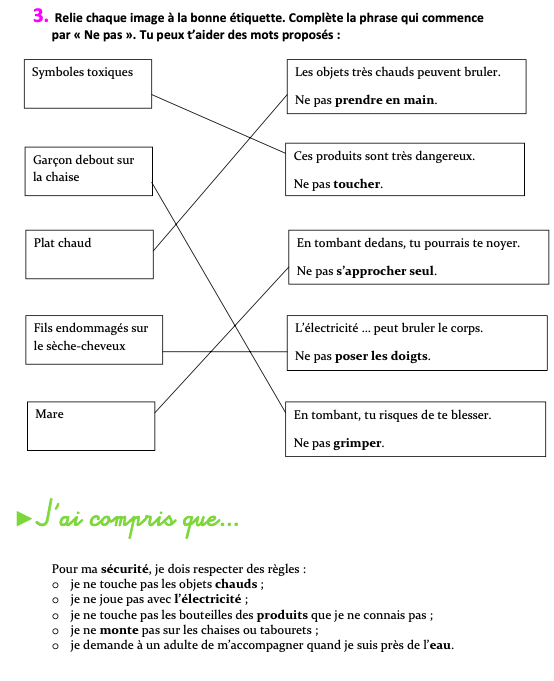 3. Relie chaque image à la bonne étiquette. Complète la phrase qui commence
par « Ne pas ». Tu peux t’aider des mots proposés :
Symboles toxiques
Les objets très chauds peuvent bruler.
Ne pas prendre en main.
Garçon debout sur
la chaise
Ces produits sont très dangereux.
Ne pas toucher.
Plat chaud
En tombant dedans, tu pourrais te noyer.
Ne pas s’approcher seul.
Fils endommagés sur
le sèche-cheveux
L’électricité ... peut bruler le corps.
Ne pas poser les doigts.
Mare
En tombant, tu risques de te blesser.
Ne pas grimper.
►J’ai compris que...
Pour ma sécurité, je dois respecter des règles :
o je ne touche pas les objets chauds ;
o je ne joue pas avec l’électricité ;
o je ne touche pas les bouteilles des produits que je ne connais pas ;
o je ne monte pas sur les chaises ou tabourets ;
o je demande à un adulte de m’accompagner quand je suis près de l’eau.